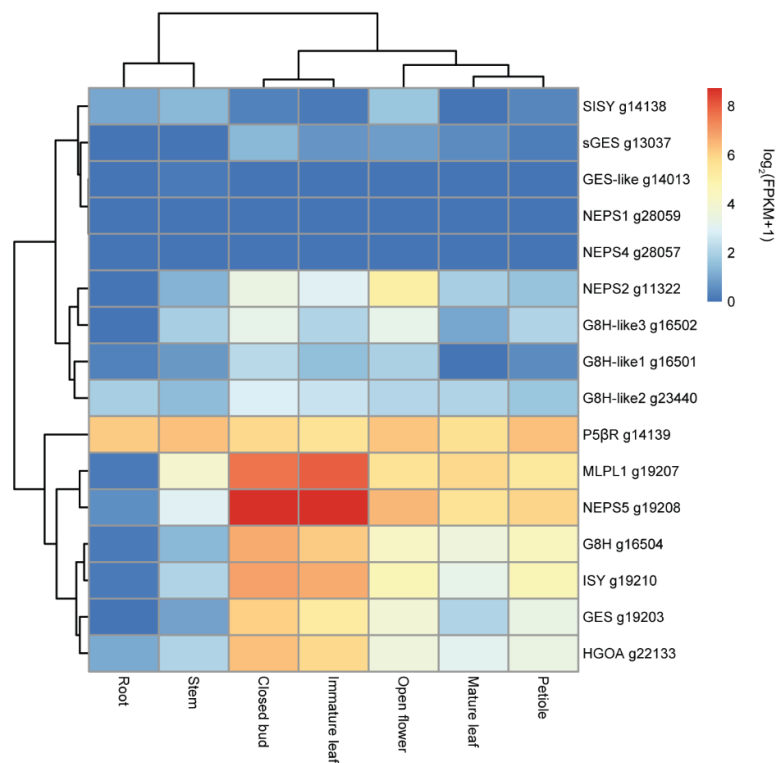 SISY g14138
sGES g13037
GES-like g14013
NEPS1 g28059
NEPS4 g28057
NEPS2 g11322
G8H-like3 g16502
G8H-like1 g16501
G8H-like2 g23440
P5βR g14139
MLPL1 g19207
NEPS5 g19208
G8H g16504
ISY g19210
GES g19203
HGOA g22133
Root
Stem
Closed bud
Immature leaf
Open flower
Mature leaf
Petiole
8
6
4
2
0
log₂(FPKM+1)